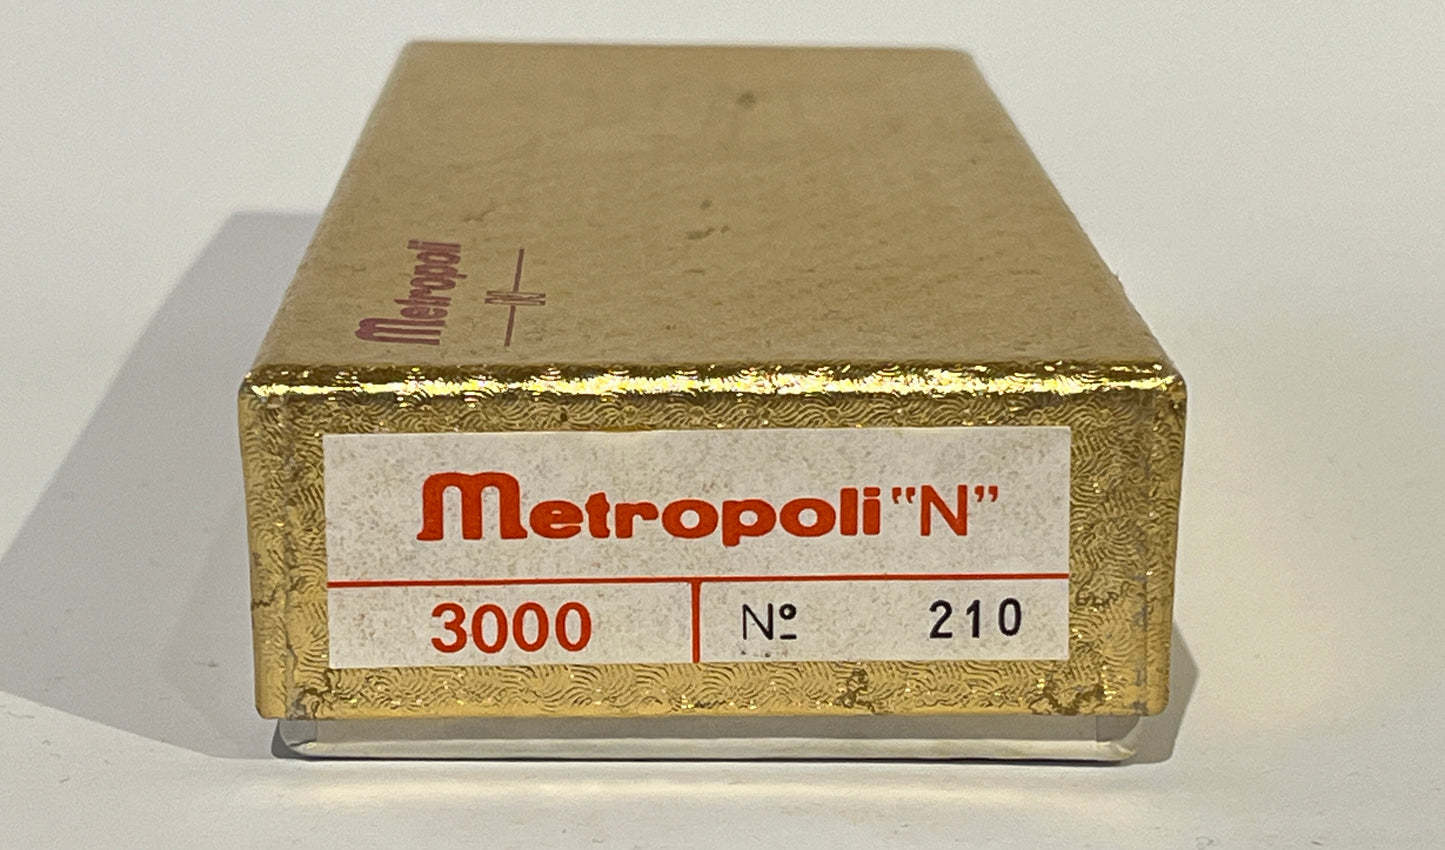 Metropoli
N
Metropoli "N"
3000
Nº 210